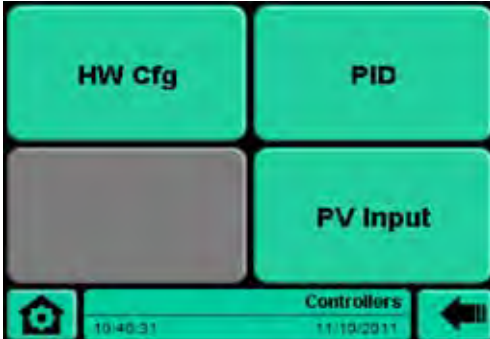 HW Cfg
PID
PV Input
Controllers
10:40:31
11/10/2011